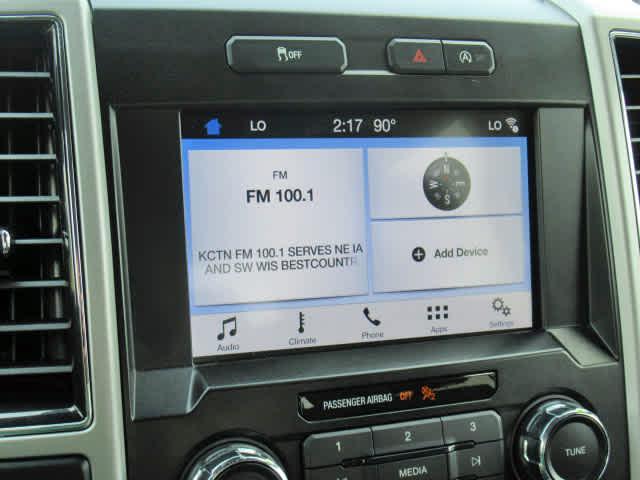 OFF
LO 2:17 90° LO
FM
FM 100.1
KCTN FM 100.1 SERVES NE IA
AND SW WIS BESTCOUNTR
N
W E
S
Add Device
Audio Climate Phone Apps Settings
PASSENGER AIRBAG OFF
1 2 3
MEDIA
TUNE